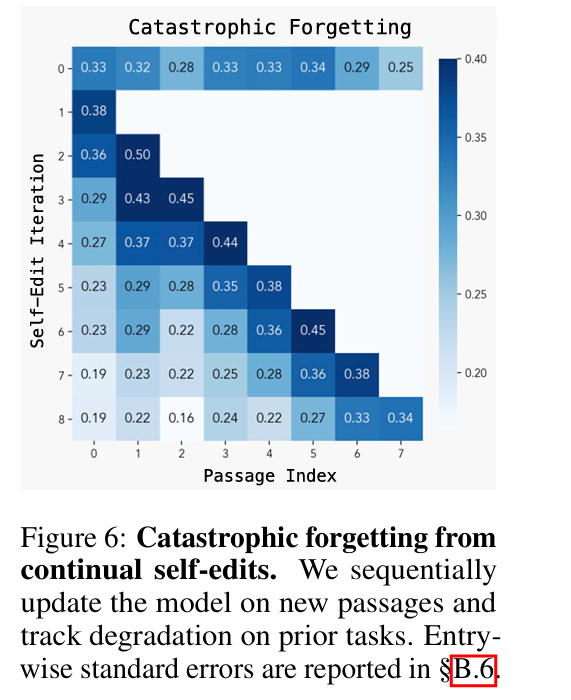 Catastrophic Forgetting
0 0.33 0.32 0.28 0.33 0.33 0.34 0.29 0.25
1 0.38
2 0.36 0.50
3 0.29 0.43 0.45
4 0.27 0.37 0.37 0.44
5 0.23 0.29 0.28 0.35 0.38
6 0.23 0.29 0.22 0.28 0.36 0.45
7 0.19 0.23 0.22 0.25 0.28 0.36 0.38
8 0.19 0.22 0.16 0.24 0.22 0.27 0.33 0.34
0 1 2 3 4 5 6 7
Self-Edit Iteration
Passage Index
0.40
0.35
0.30
0.25
0.20
Figure 6: Catastrophic forgetting from
continual self-edits. We sequentially
update the model on new passages and
track degradation on prior tasks. Entry-
wise standard errors are reported in §B.6.